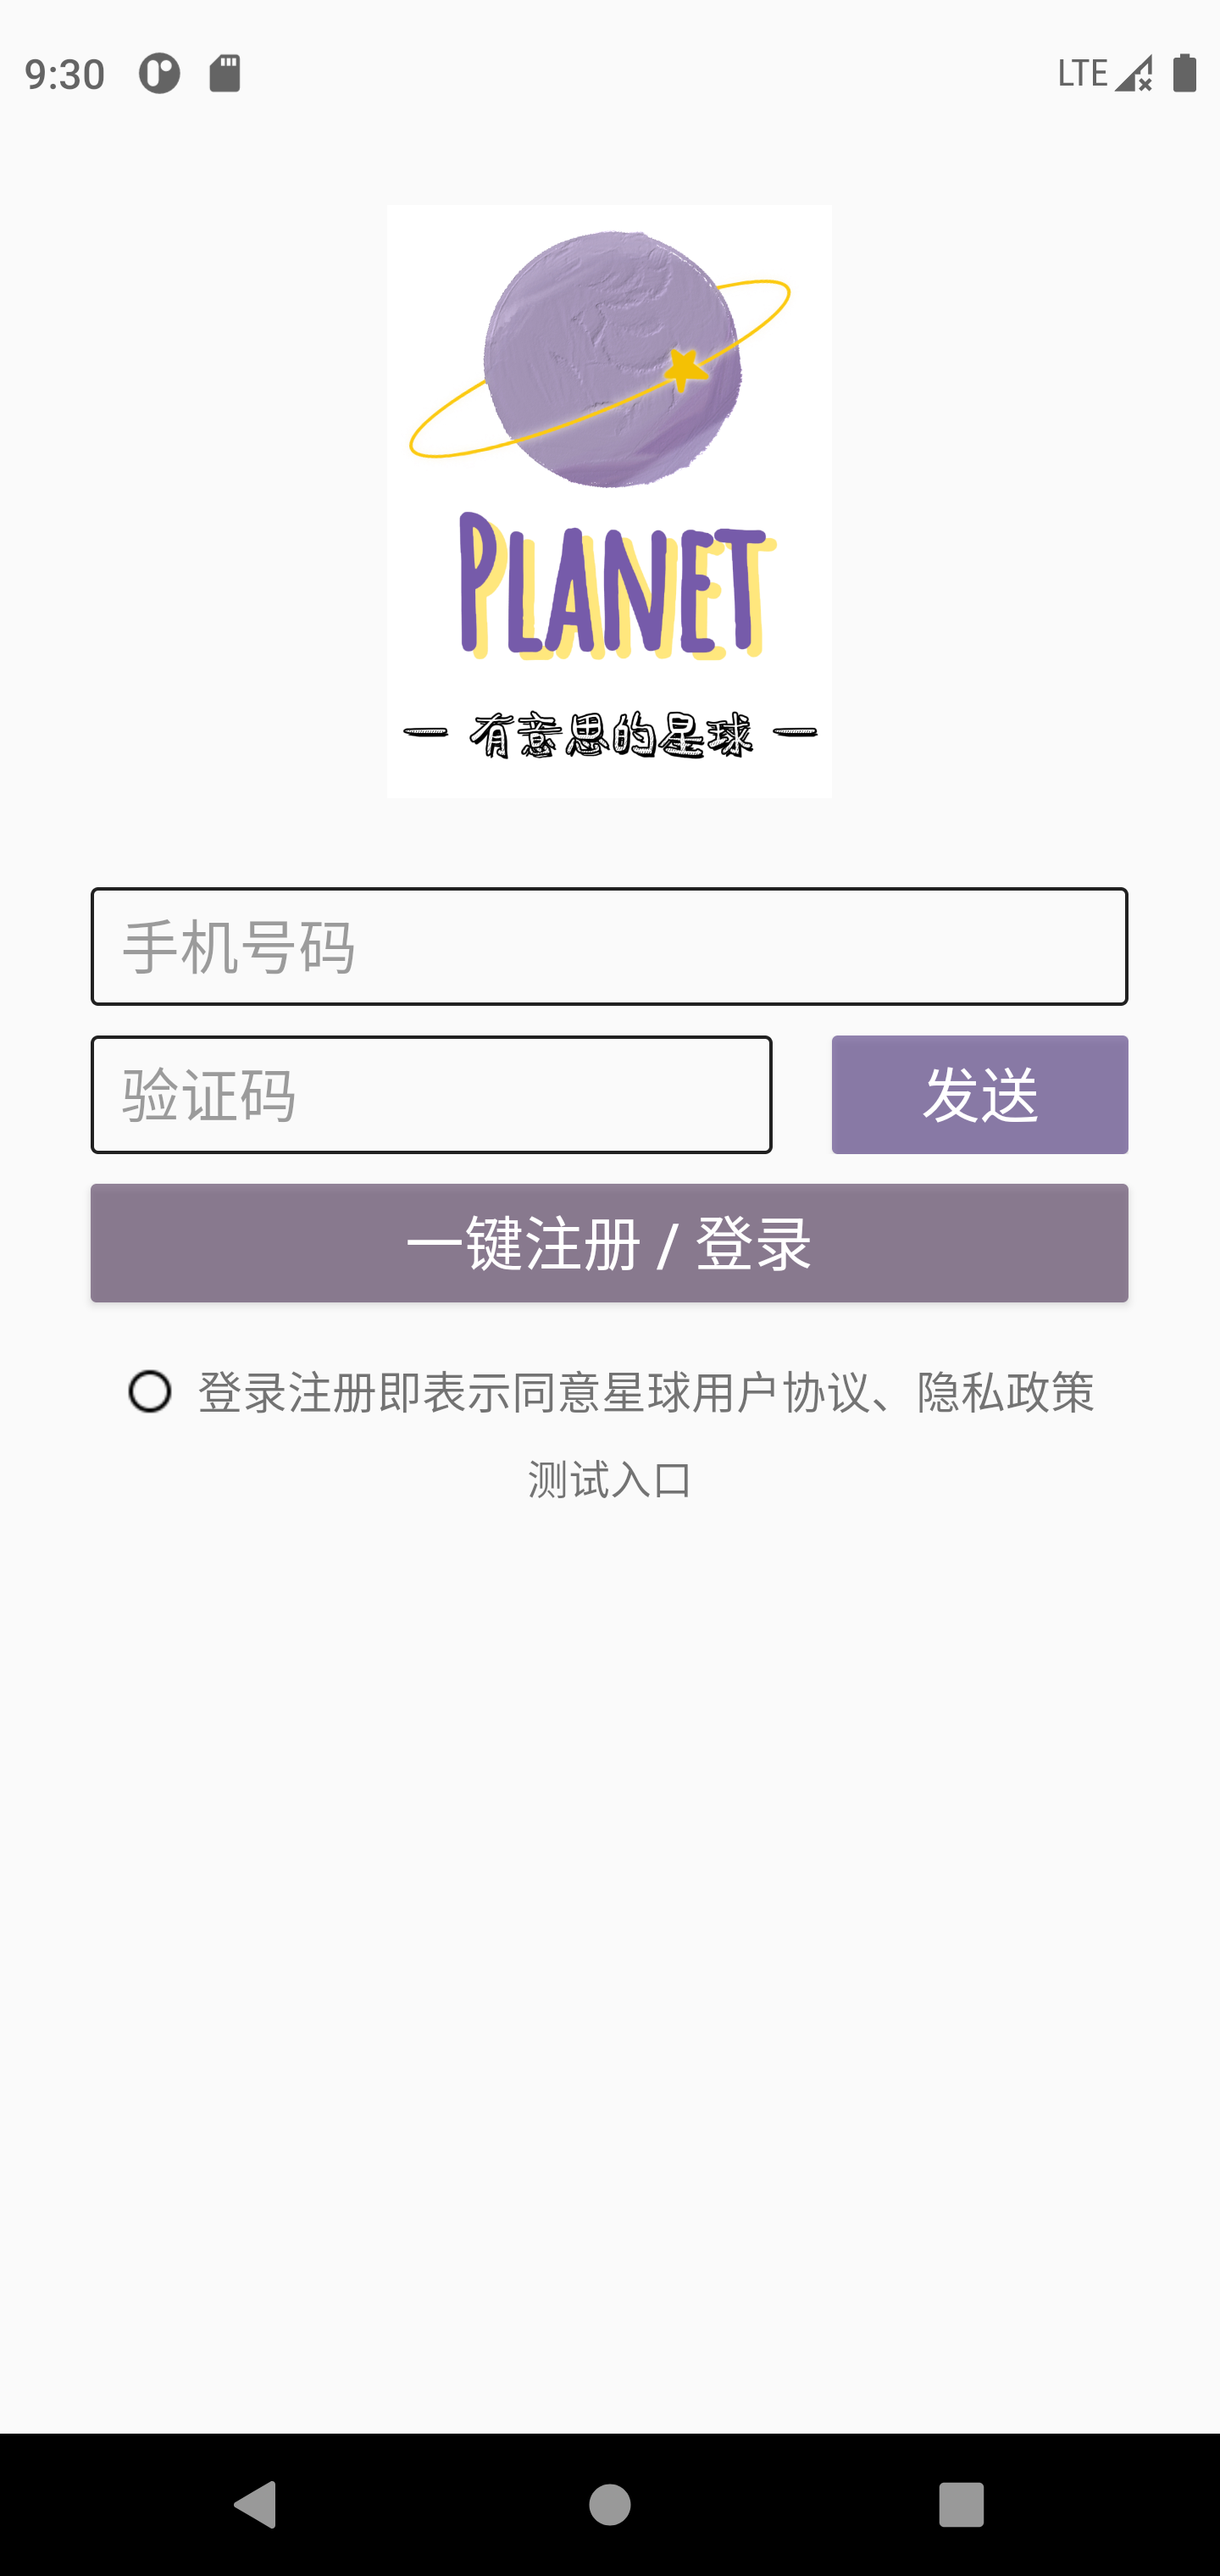 9:30
LTE
PLANET
— 有意思的星球 —
手机号码
验证码
发送
一键注册 / 登录
登录注册即表示同意星球用户协议、隐私政策
测试入口